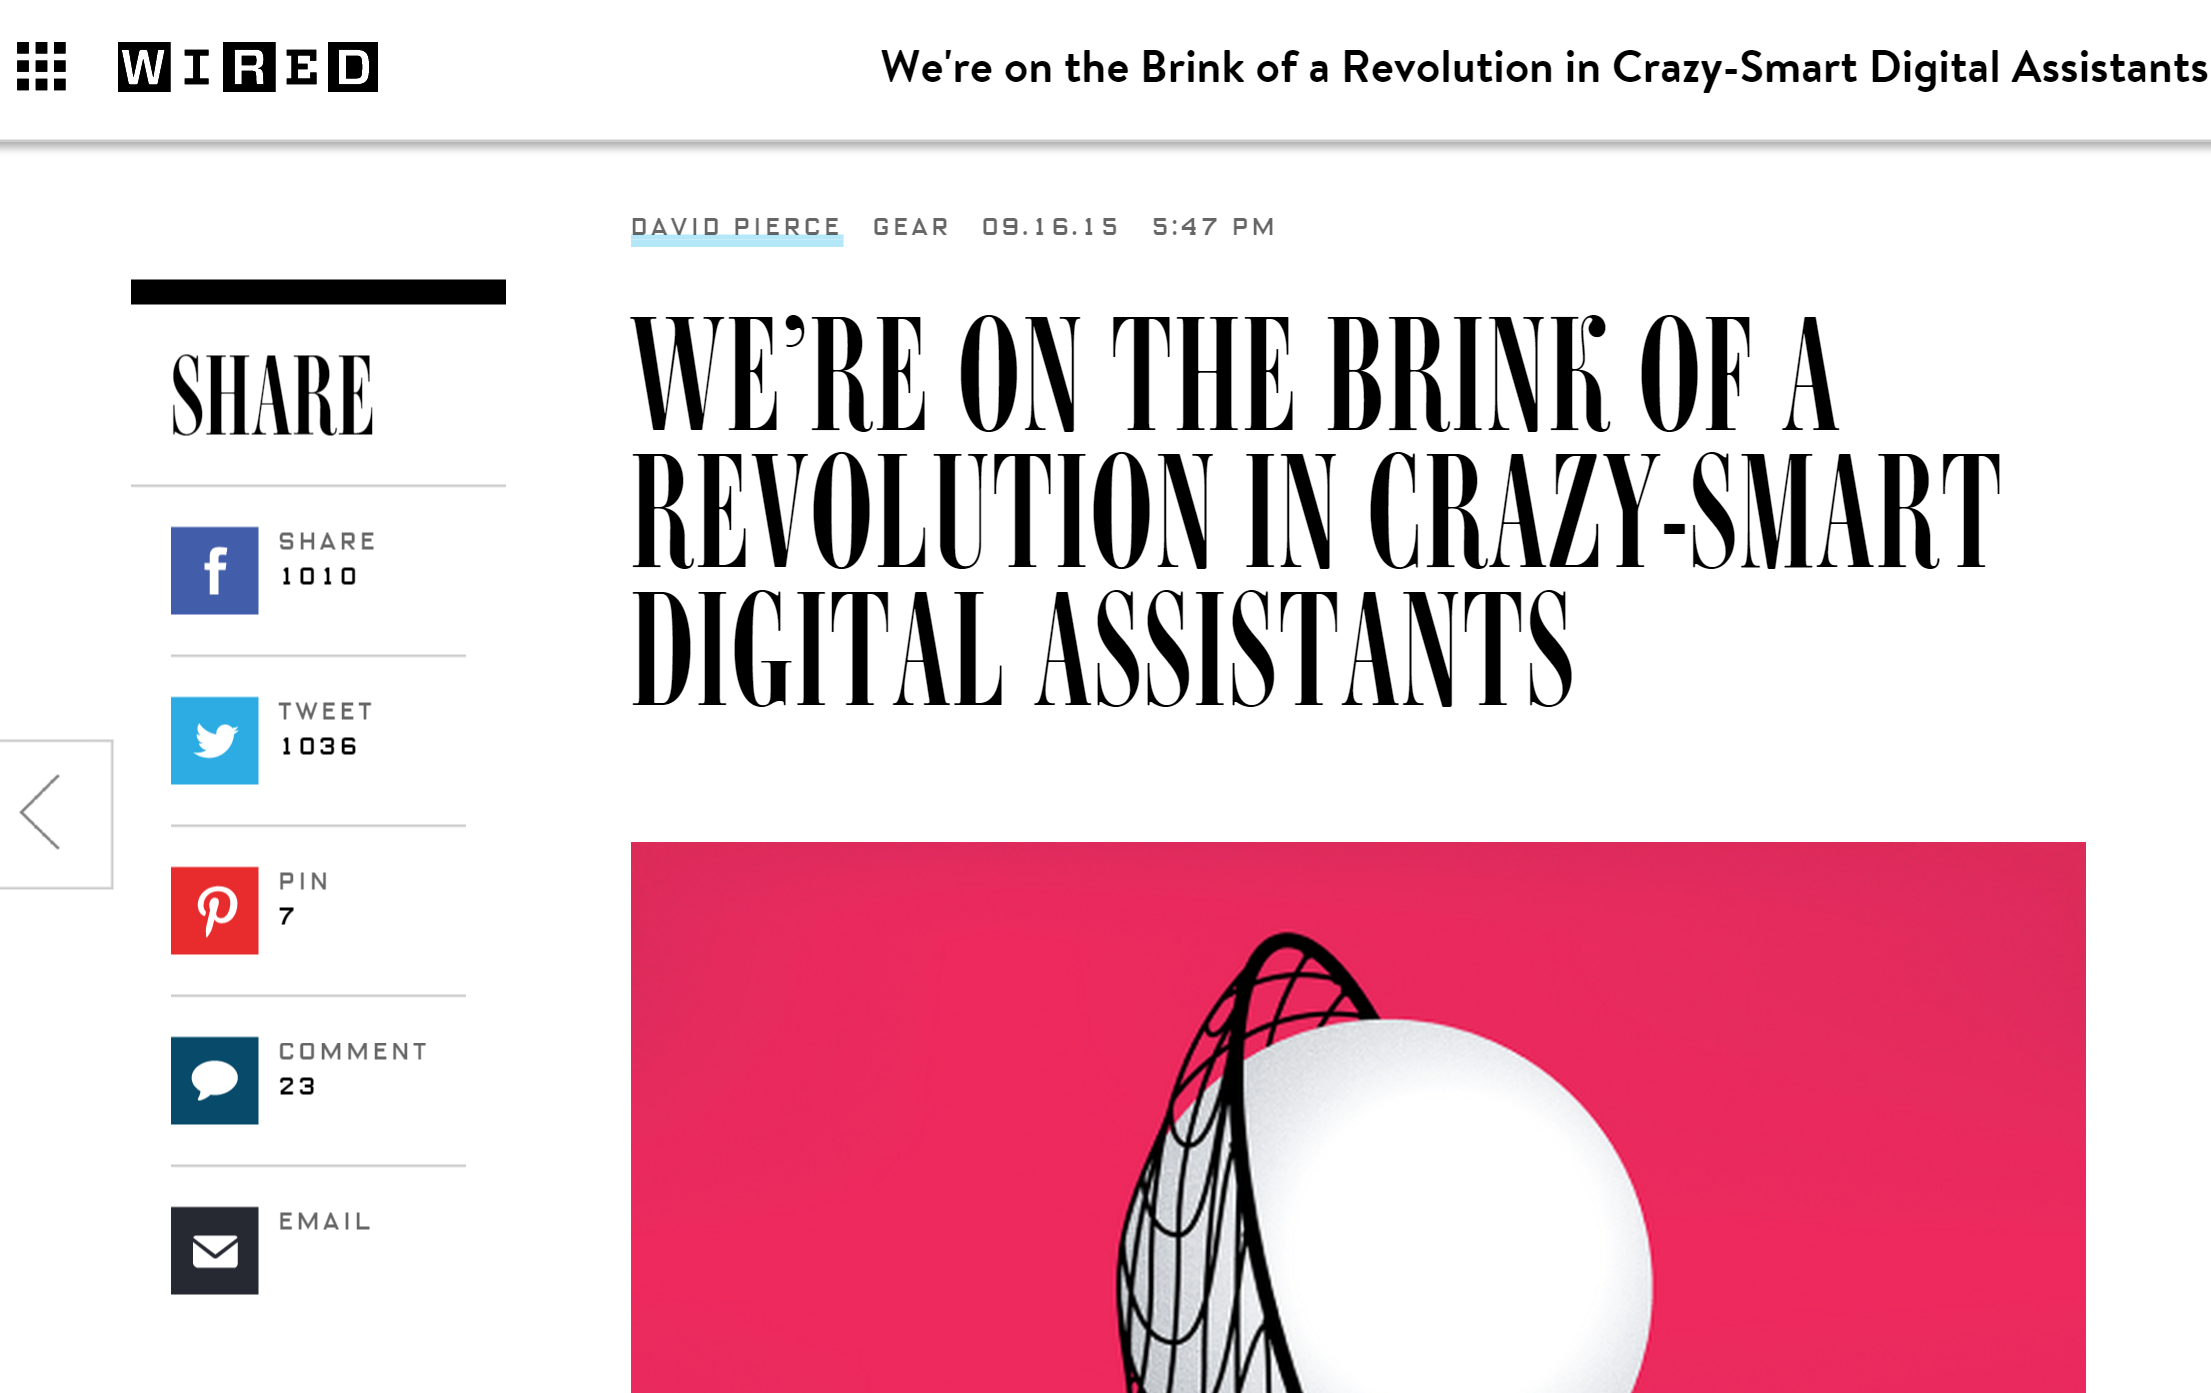 WIRED
We're on the Brink of a Revolution in Crazy-Smart Digital Assistants
DAVID PIERCE GEAR 09.16.15 5:47 PM
WE’RE ON THE BRINK OF A
REVOLUTION IN CRAZY-SMART
DIGITAL ASSISTANTS
SHARE
SHARE
1010
TWEET
1036
PIN
7
COMMENT
23
EMAIL